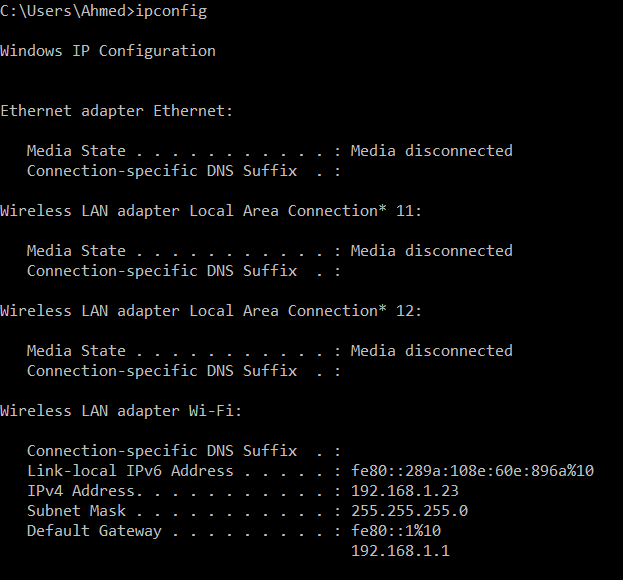 C:\Users\Ahmed>ipconfig
Windows IP Configuration
Ethernet adapter Ethernet:
   Media State . . . . . . . . . . . : Media disconnected
   Connection-specific DNS Suffix  . :
Wireless LAN adapter Local Area Connection* 11:
   Media State . . . . . . . . . . . : Media disconnected
   Connection-specific DNS Suffix  . :
Wireless LAN adapter Local Area Connection* 12:
   Media State . . . . . . . . . . . : Media disconnected
   Connection-specific DNS Suffix  . :
Wireless LAN adapter Wi-Fi:
   Connection-specific DNS Suffix  . :
   Link-local IPv6 Address . . . . . : fe80::289a:108e:60e:896a%10
   IPv4 Address. . . . . . . . . . . : 192.168.1.23
   Subnet Mask . . . . . . . . . . . : 255.255.255.0
   Default Gateway . . . . . . . . . : fe80::1%10
                                       192.168.1.1